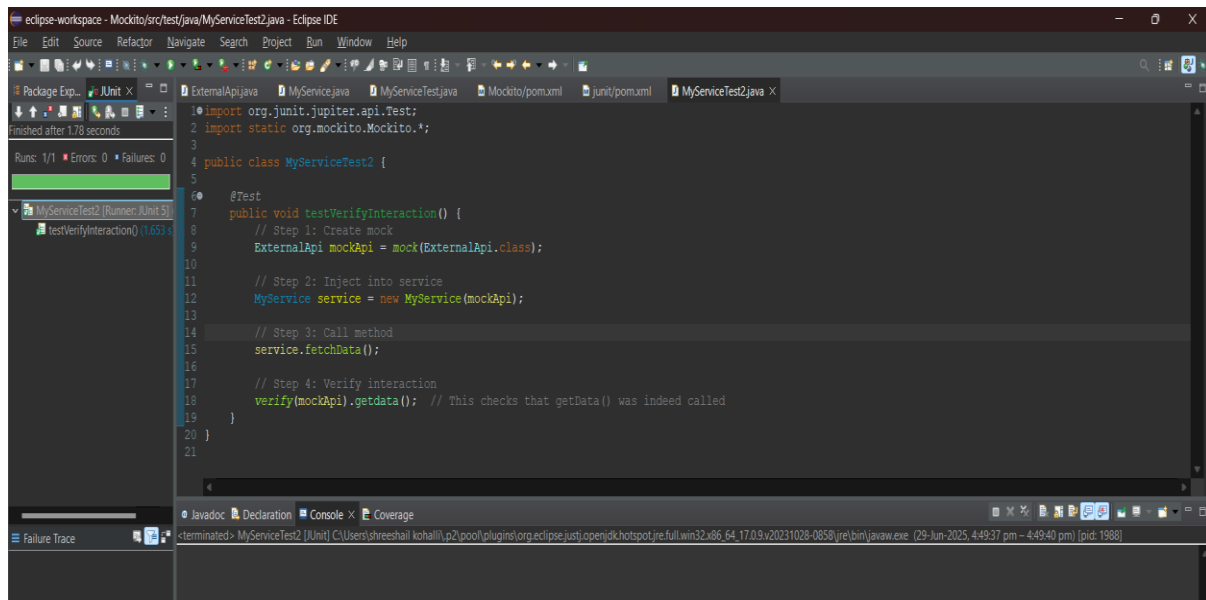 eclipse-workspace - Mockito/src/test/java/MyServiceTest2.java - Eclipse IDE
File Edit Source Refactor Navigate Search Project Run Window Help
Package Exp... JUnit
ExternalApi.java MyService.java MyServiceTest.java Mockito/pom.xml junit/pom.xml MyServiceTest2.java
Finished after 1.78 seconds
Runs: 1/1 Errors: 0 Failures: 0
MyServiceTest2 [Runner: JUnit 5]
testVerifyInteraction() (1.653 s
1 import org.junit.jupiter.api.Test;
2 import static org.mockito.Mockito.*;
3
4 public class MyServiceTest2 {
5
6 @Test
7 public void testVerifyInteraction() {
8 // Step 1: Create mock
9 ExternalApi mockApi = mock(ExternalApi.class);
10
11 // Step 2: Inject into service
12 MyService service = new MyService(mockApi);
13
14 // Step 3: Call method
15 service.fetchData();
16
17 // Step 4: Verify interaction
18 verify(mockApi).getdata(); // This checks that getData() was indeed called
19 }
20 }
21
Failure Trace
Javadoc Declaration Console Coverage
<terminated> MyServiceTest2 [JUnit] C:\Users\shreeshail kohalli\.p2\pool\plugins\org.eclipse.justj.openjdk.hotspot.jre.full.win32.x86_64_17.0.9.v20231028-0858\jre\bin\javaw.exe (29-Jun-2025, 4:49:37 pm – 4:49:40 pm) [pid: 1988]